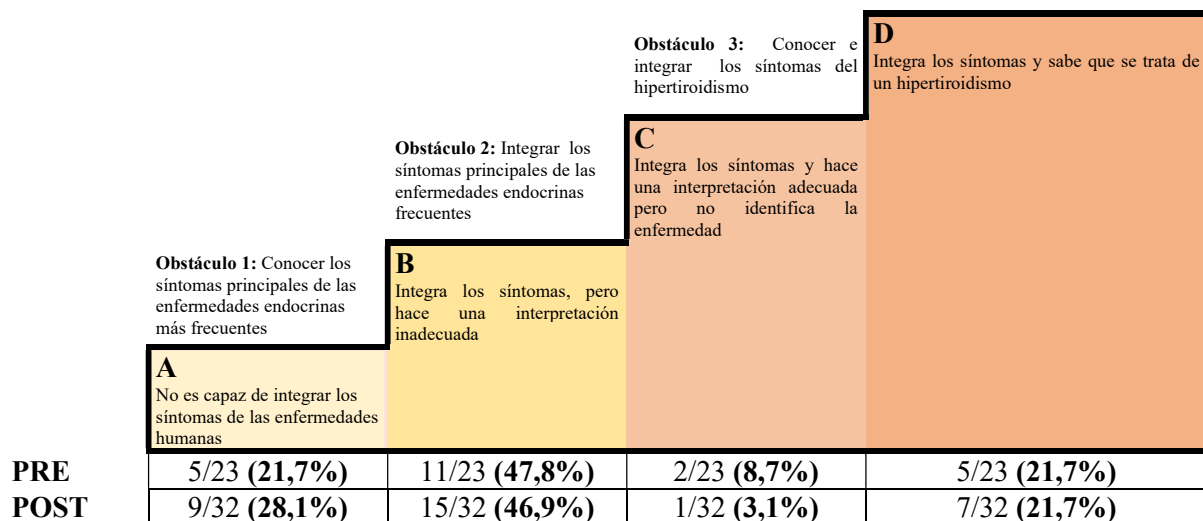 D
Integra los síntomas y sabe que se trata de
un hipertiroidismo
Obstáculo 3: Conocer e
integrar los síntomas del
hipertiroidismo
C
Integra los síntomas y hace
una interpretación adecuada
pero no identifica la
enfermedad
Obstáculo 2: Integrar los
síntomas principales de las
enfermedades endocrinas
frecuentes
B
Integra los síntomas, pero
hace una interpretación
inadecuada
Obstáculo 1: Conocer los
síntomas principales de las
enfermedades endocrinas
más frecuentes
A
No es capaz de integrar los
síntomas de las enfermedades
humanas
PRE 5/23 (21,7%) 11/23 (47,8%) 2/23 (8,7%) 5/23 (21,7%)
POST 9/32 (28,1%) 15/32 (46,9%) 1/32 (3,1%) 7/32 (21,7%)